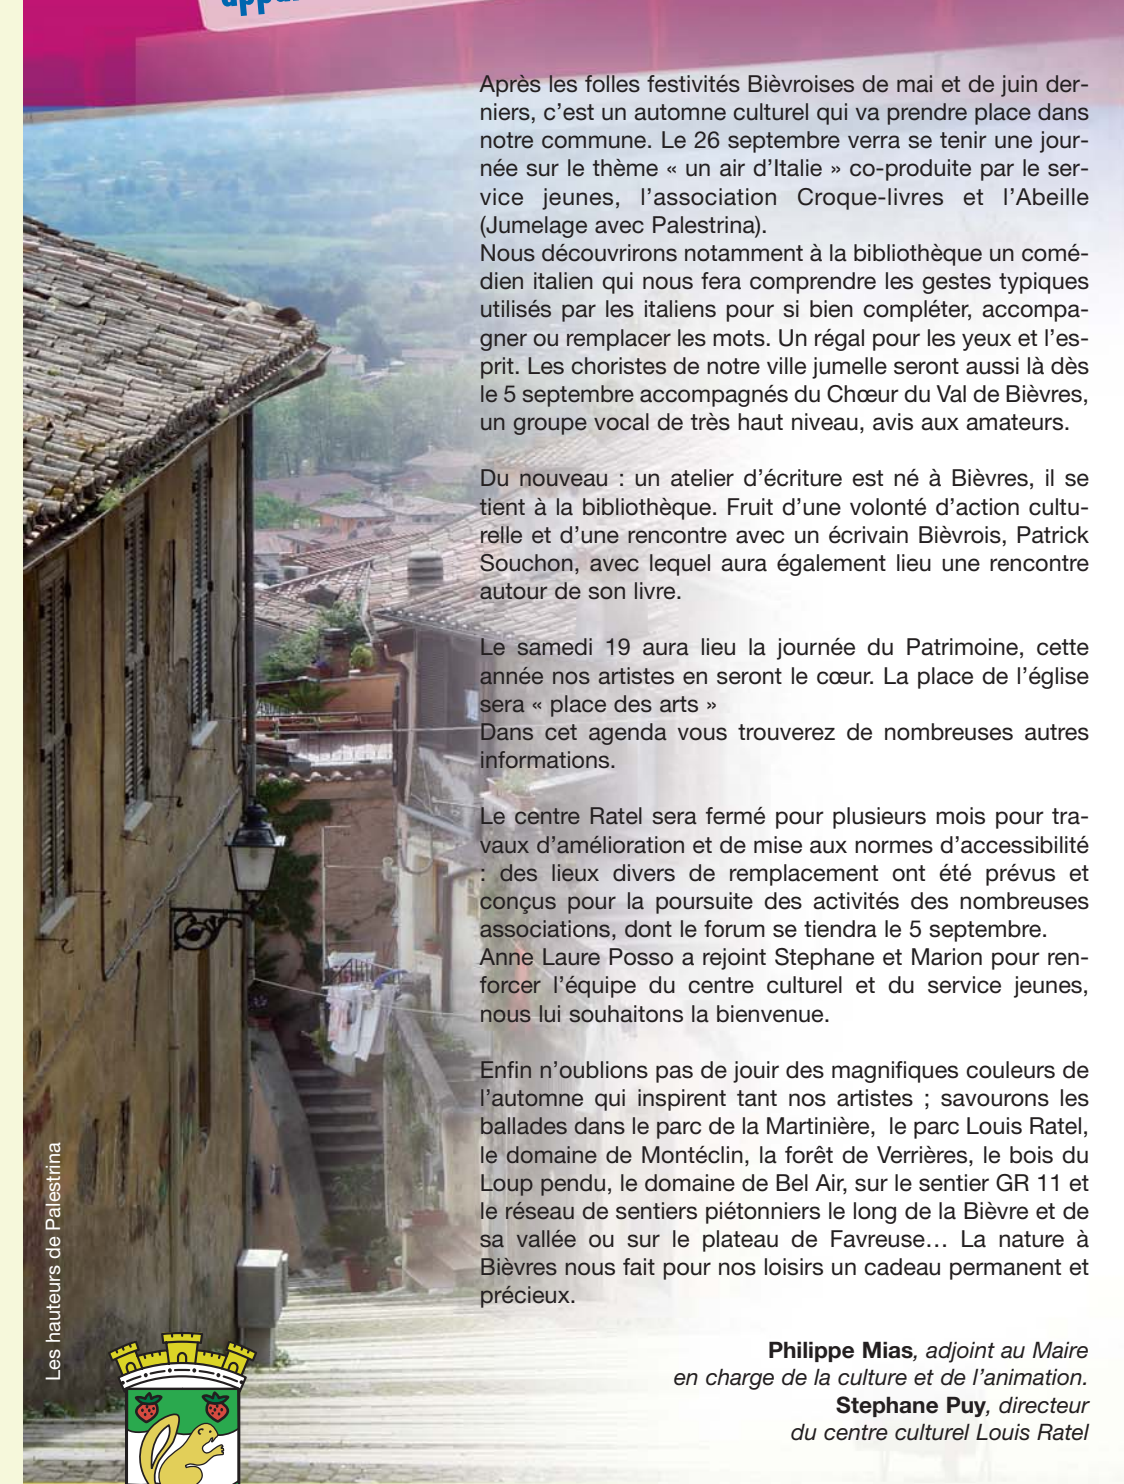 Après les folles festivités Bièvroises de mai et de juin der-
niers, c’est un automne culturel qui va prendre place dans
notre commune. Le 26 septembre verra se tenir une jour-
née sur le thème « un air d’Italie » co-produite par le ser-
vice jeunes, l’association Croque-livres et l’Abeille
(Jumelage avec Palestrina).
Nous découvrirons notamment à la bibliothèque un comé-
dien italien qui nous fera comprendre les gestes typiques
utilisés par les italiens pour si bien compléter, accompa-
gner ou remplacer les mots. Un régal pour les yeux et l’es-
prit. Les choristes de notre ville jumelle seront aussi là dès
le 5 septembre accompagnés du Chœur du Val de Bièvres,
un groupe vocal de très haut niveau, avis aux amateurs.
Du nouveau : un atelier d’écriture est né à Bièvres, il se
tient à la bibliothèque. Fruit d’une volonté d’action cultu-
relle et d’une rencontre avec un écrivain Bièvrois, Patrick
Souchon, avec lequel aura également lieu une rencontre
autour de son livre.
Le samedi 19 aura lieu la journée du Patrimoine, cette
année nos artistes en seront le cœur. La place de l’église
sera « place des arts »
Dans cet agenda vous trouverez de nombreuses autres
informations.
Le centre Ratel sera fermé pour plusieurs mois pour tra-
vaux d’amélioration et de mise aux normes d’accessibilité
: des lieux divers de remplacement ont été prévus et
conçus pour la poursuite des activités des nombreuses
associations, dont le forum se tiendra le 5 septembre.
Anne Laure Posso a rejoint Stephane et Marion pour ren-
forcer l’équipe du centre culturel et du service jeunes,
nous lui souhaitons la bienvenue.
Enfin n’oublions pas de jouir des magnifiques couleurs de
l’automne qui inspirent tant nos artistes ; savourons les
ballades dans le parc de la Martinière, le parc Louis Ratel,
le domaine de Montéclin, la forêt de Verrières, le bois du
Loup pendu, le domaine de Bel Air, sur le sentier GR 11 et
le réseau de sentiers piétonniers le long de la Bièvre et de
sa vallée ou sur le plateau de Favreuse… La nature à
Bièvres nous fait pour nos loisirs un cadeau permanent et
précieux.
Philippe Mias, adjoint au Maire
en charge de la culture et de l’animation.
Stephane Puy, directeur
du centre culturel Louis Ratel
Les hauteurs de Palestrina